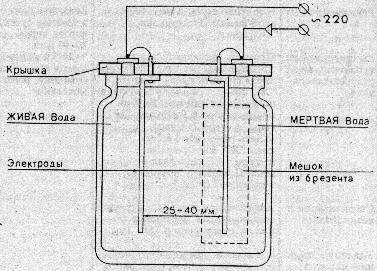 ~220
Крышка
ЖИВАЯ Вода
МЕРТВАЯ Вода
Электроды
Мешок
из брезента
25-40 мм